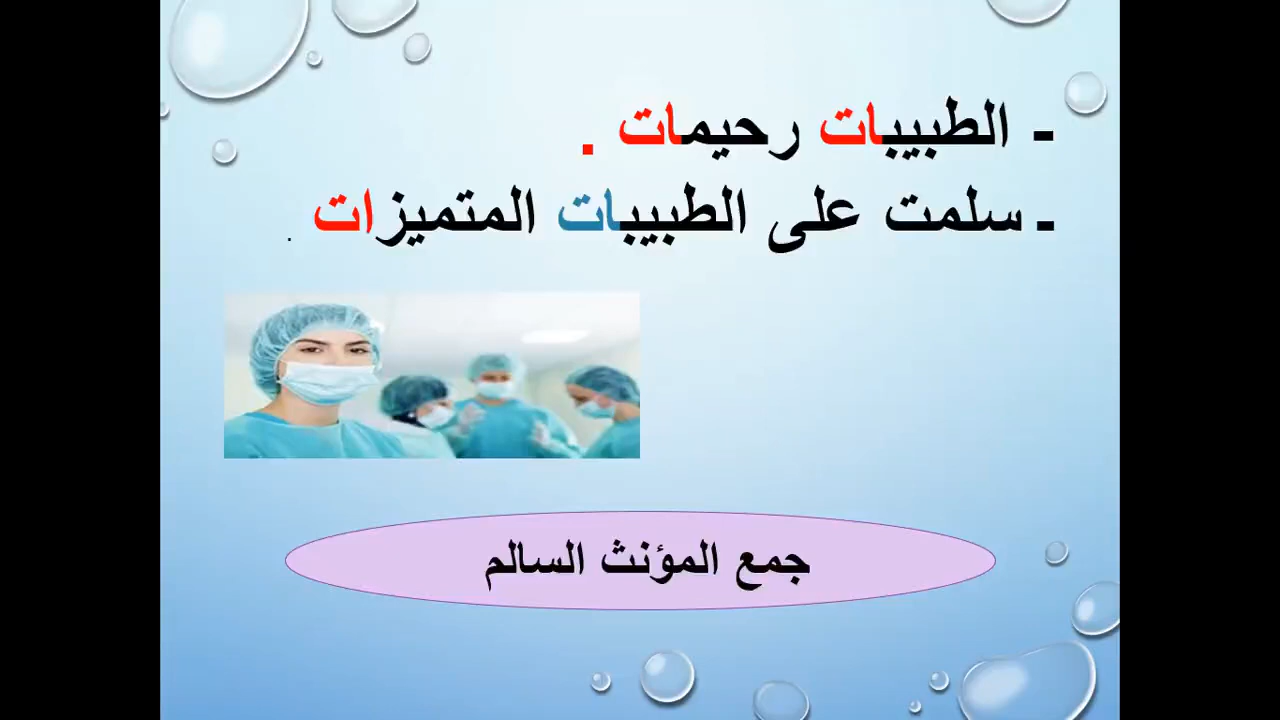 - الطبيبات رحيمات .
- سلمت على الطبيبات المتميزات .
جمع المؤنث السالم